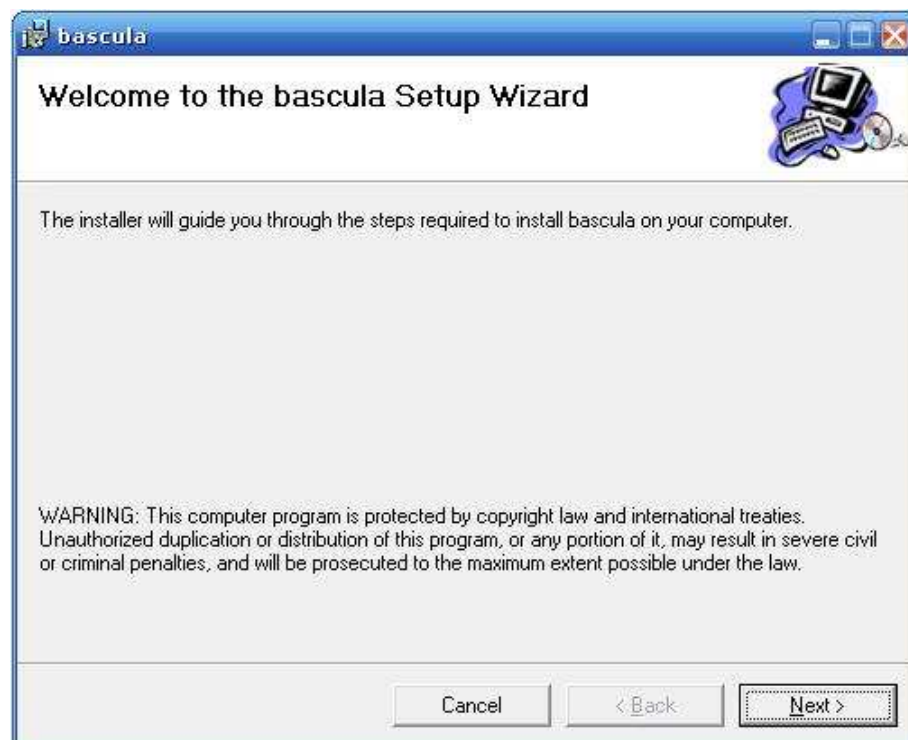 bascula
Welcome to the bascula Setup Wizard
The installer will guide you through the steps required to install bascula on your computer.
WARNING: This computer program is protected by copyright law and international treaties.
Unauthorized duplication or distribution of this program, or any portion of it, may result in severe civil
or criminal penalties, and will be prosecuted to the maximum extent possible under the law.
Cancel
< Back
Next >